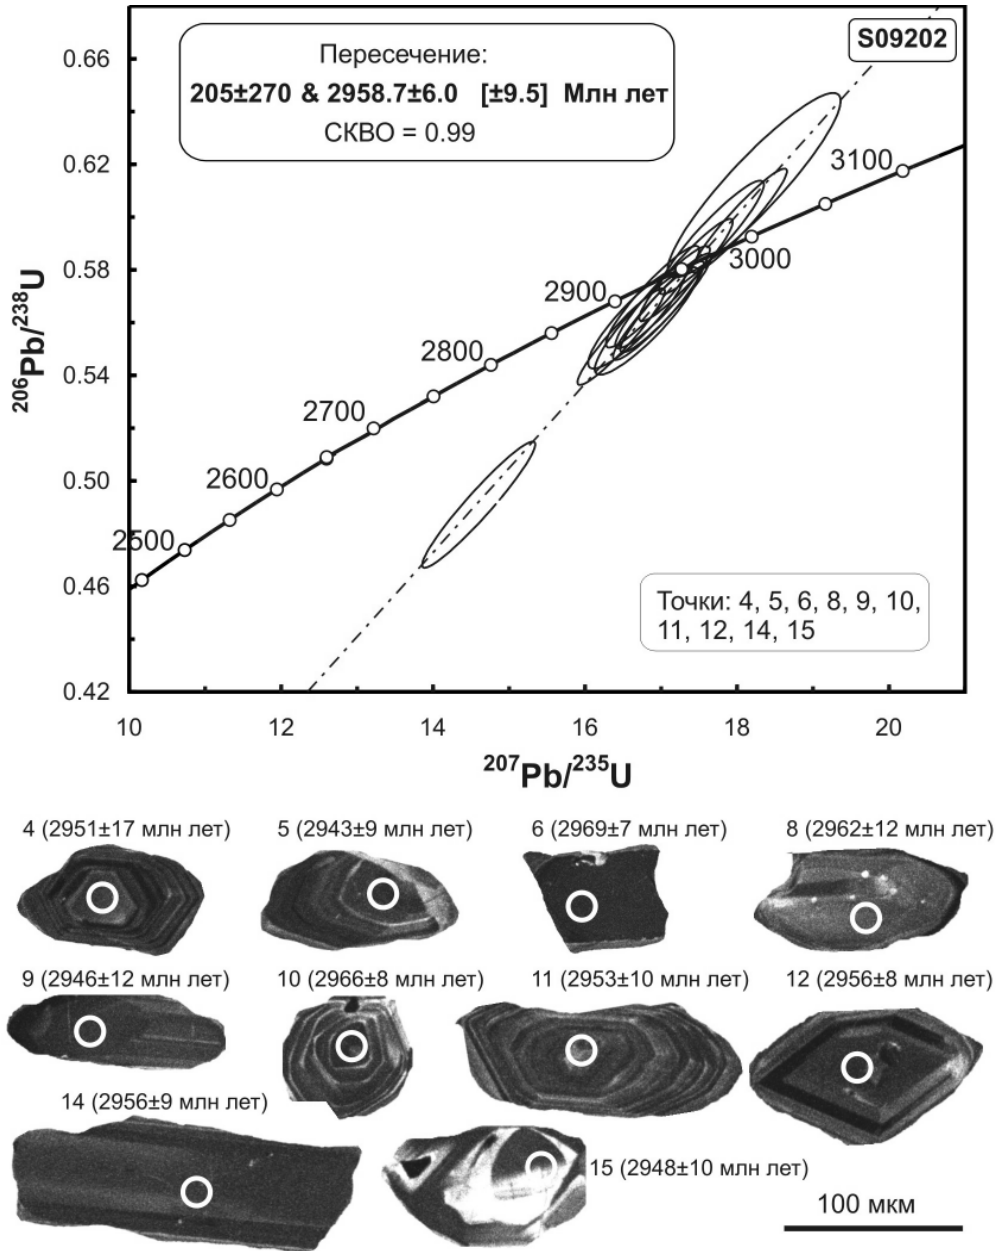 S09202
Пересечение:
205±270 & 2958.7±6.0 [±9.5] Млн лет
СКВО = 0.99
0.66
0.62
0.58
0.54
0.50
0.46
0.42
206Pb/238U
3100
3000
2900
2800
2700
2600
2500
Точки: 4, 5, 6, 8, 9, 10,
11, 12, 14, 15
10 12 14 16 18 20
207Pb/235U
4 (2951±17 млн лет) 5 (2943±9 млн лет) 6 (2969±7 млн лет) 8 (2962±12 млн лет)
9 (2946±12 млн лет) 10 (2966±8 млн лет) 11 (2953±10 млн лет) 12 (2956±8 млн лет)
14 (2956±9 млн лет)
15 (2948±10 млн лет)
100 мкм